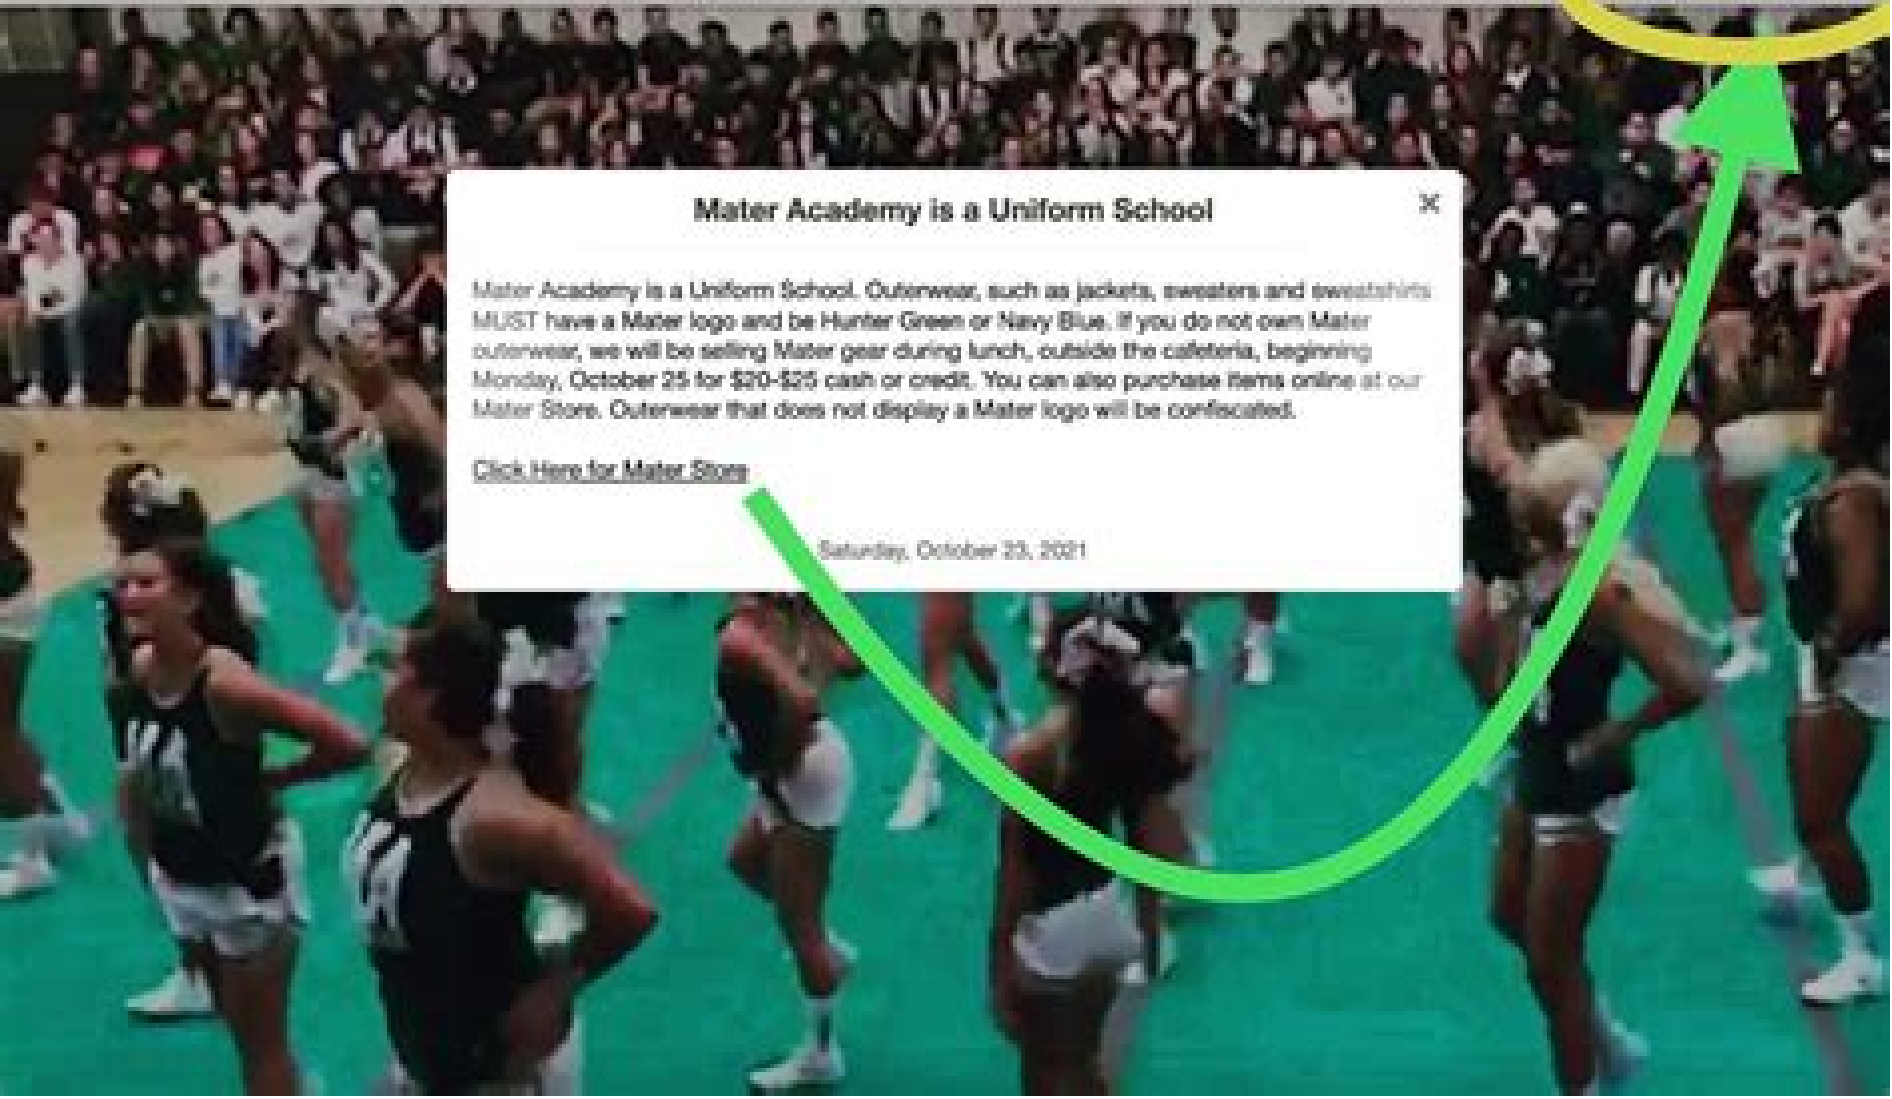 Mater Academy is a Uniform School
×
Mater Academy is a Uniform School. Outerwear, such as jackets, sweaters and sweatshirts
MUST have a Mater logo and be Hunter Green or Navy Blue. If you do not own Mater
outerwear, we will be selling Mater gear during lunch, outside the cafeteria, beginning
Monday, October 25 for $20-$25 cash or credit. You can also purchase items online at our
Mater Store. Outerwear that does not display a Mater logo will be confiscated.
Click Here for Mater Store
Saturday, October 23, 2021
MA
MA